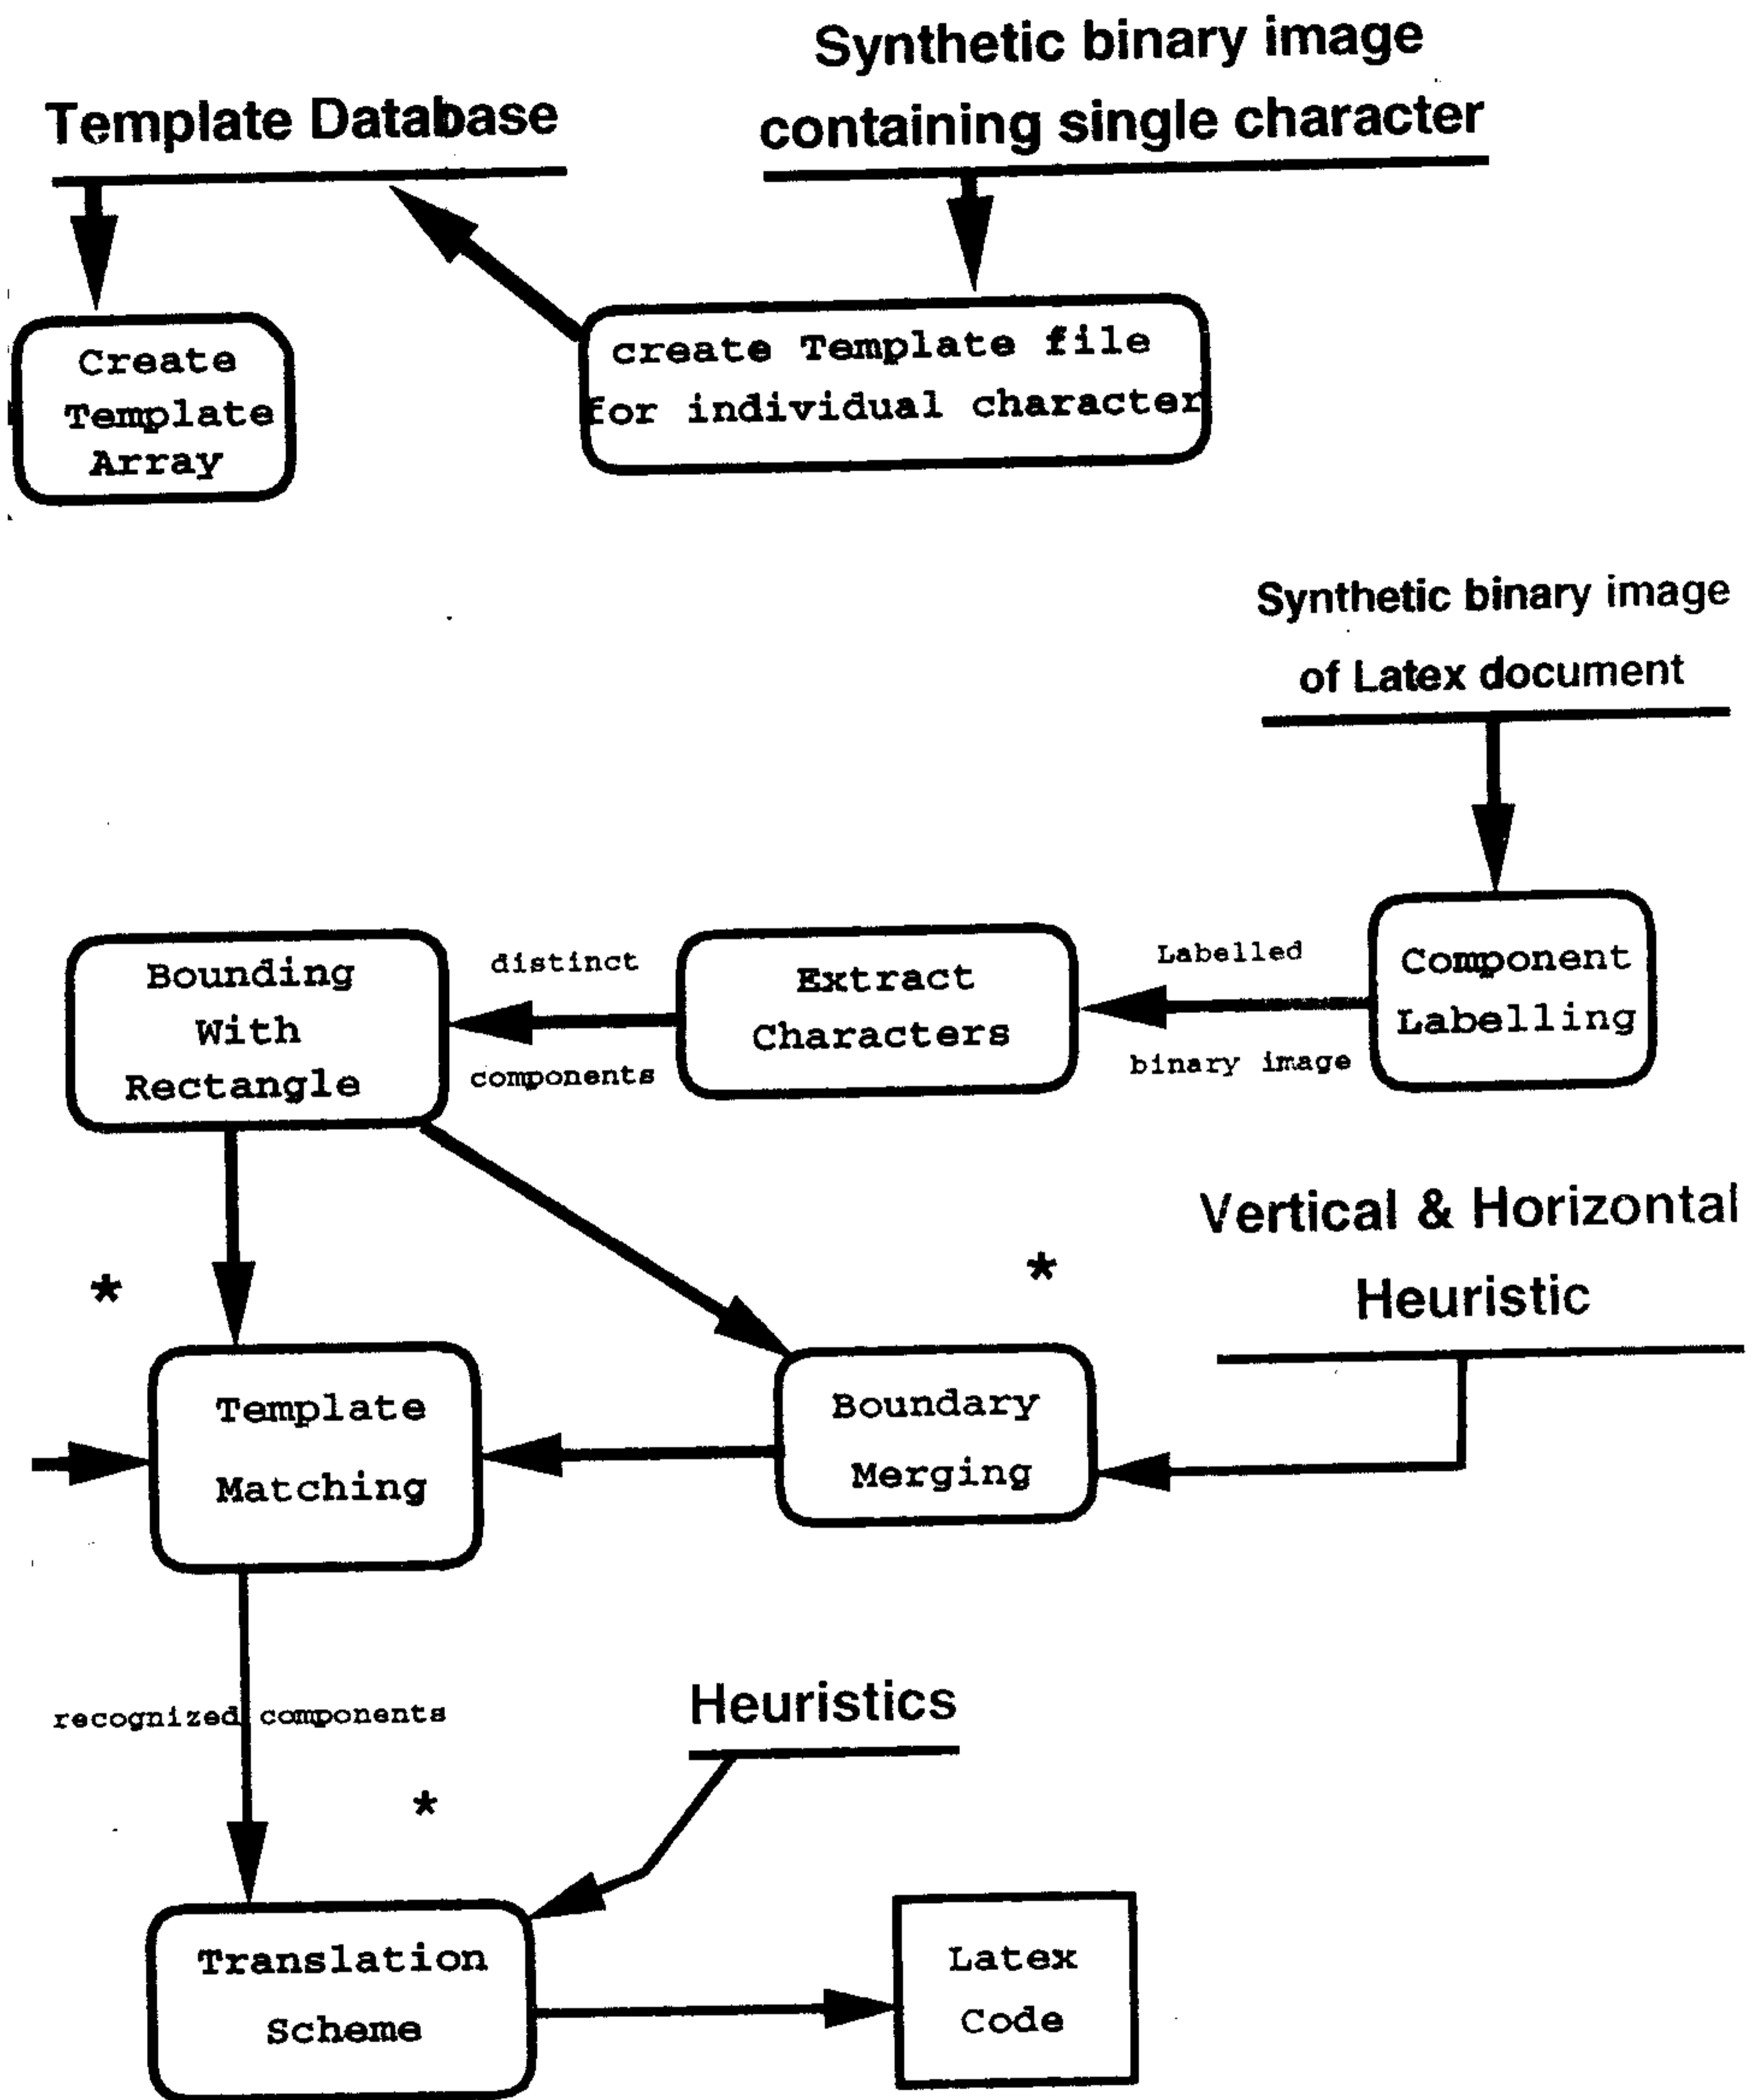 Synthetic binary image
containing single character
Template Database
create Template file
for individual character
Create
Template
Array
Synthetic binary image
of Latex document
Component
Labelling
Labelled
binary image
Extract
Characters
distinct
components
Bounding
With
Rectangle
Vertical & Horizontal
Heuristic
*
*
Template
Matching
Boundary
Merging
recognized components
Heuristics
*
Translation
Scheme
Latex
Code